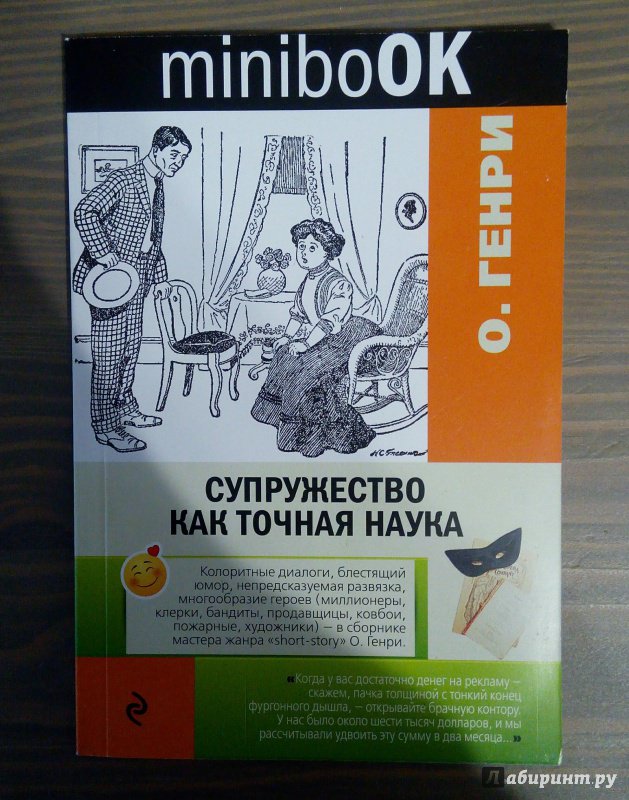 miniboOK
О. ГЕНРИ
СУПРУЖЕСТВО
КАК ТОЧНАЯ НАУКА
Колоритные диалоги, блестящий
юмор, непредсказуемая развязка,
многообразие героев (миллионеры,
клерки, бандиты, продавщицы, ковбои,
пожарные, художники) – в сборнике
мастера жанра «short-story» О. Генри.
«Когда у вас достаточно денег на рекламу –
скажем, пачка толщиной с тонкий конец
фургонного дышла, – открывайте брачную контору.
У нас было около шести тысяч долларов, и мы
рассчитывали удвоить эту сумму в два месяца...»
Лабиринт.ру